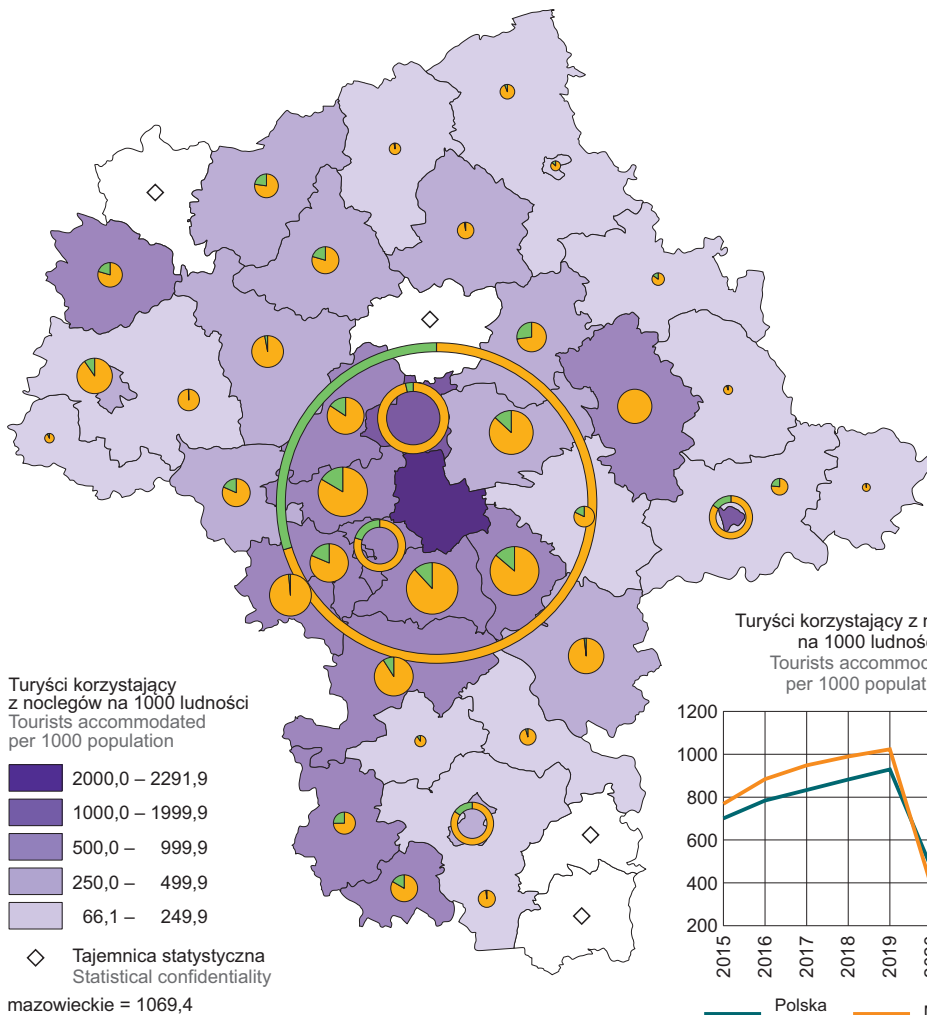 Turyści korzystający
z noclegów na 1000 ludności
Tourists accommodated
per 1000 population
2000,0 – 2291,9
1000,0 – 1999,9
500,0 – 999,9
250,0 – 499,9
66,1 – 249,9
Tajemnica statystyczna
Statistical confidentiality
mazowieckie = 1069,4
Turyści korzystający z
na 1000
Tourists
per 1000
1200
1000
800
600
400
200
2015
2016
2017
2018
2019
Polska